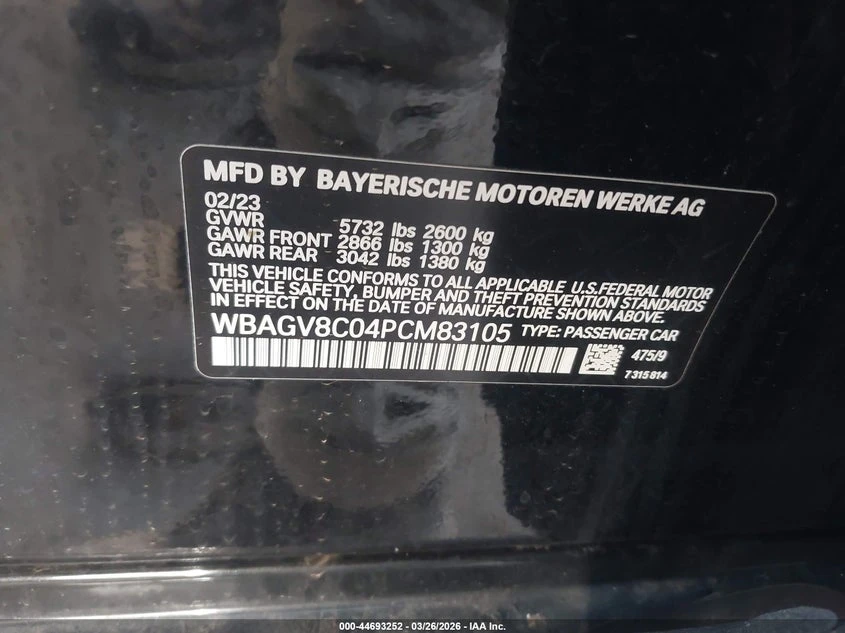 MFD BY BAYERISCHE MOTOREN WERKE AG
02/23
GVWR 5732 lbs 2600 kg
GAWR FRONT 2866 lbs 1300 kg
GAWR REAR 3042 lbs 1380 kg
THIS VEHICLE CONFORMS TO ALL APPLICABLE U.S.FEDERAL MOTOR
VEHICLE SAFETY, BUMPER AND THEFT PREVENTION STANDARDS
IN EFFECT ON THE DATE OF MANUFACTURE SHOWN ABOVE.
WBAGV8C04PCM83105 TYPE: PASSENGER CAR
475/9
7315814
000-44693252 - 03/26/2026 - IAA Inc.